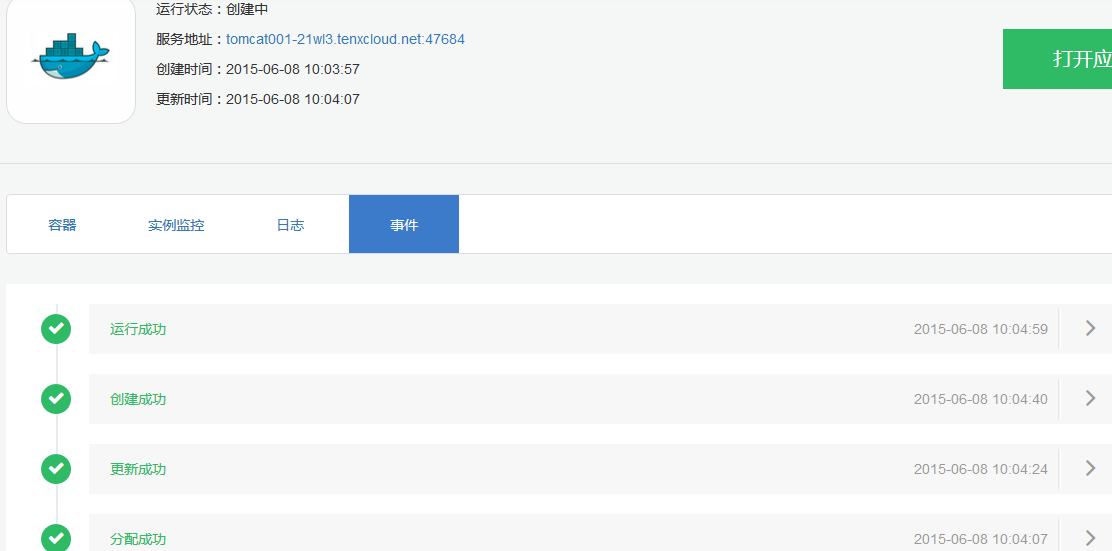 运行状态：创建中
服务地址：tomcat001-21wl3.tenxcloud.net:47684
创建时间：2015-06-08 10:03:57
更新时间：2015-06-08 10:04:07
打开应
容器 实例监控 日志 事件
运行成功 2015-06-08 10:04:59
创建成功 2015-06-08 10:04:40
更新成功 2015-06-08 10:04:24
分配成功 2015-06-08 10:04:07